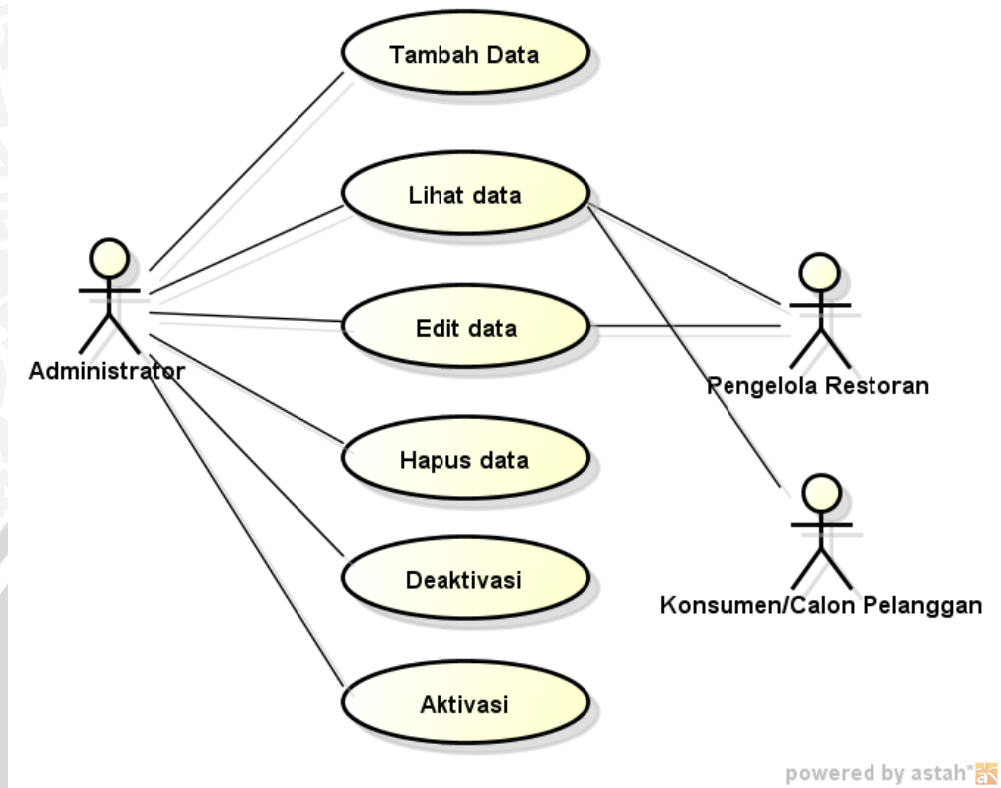 Tambah Data
Lihat data
Edit data
Hapus data
Deaktivasi
Aktivasi
Administrator
Pengelola Restoran
Konsumen/Calon Pelanggan
powered by astah*